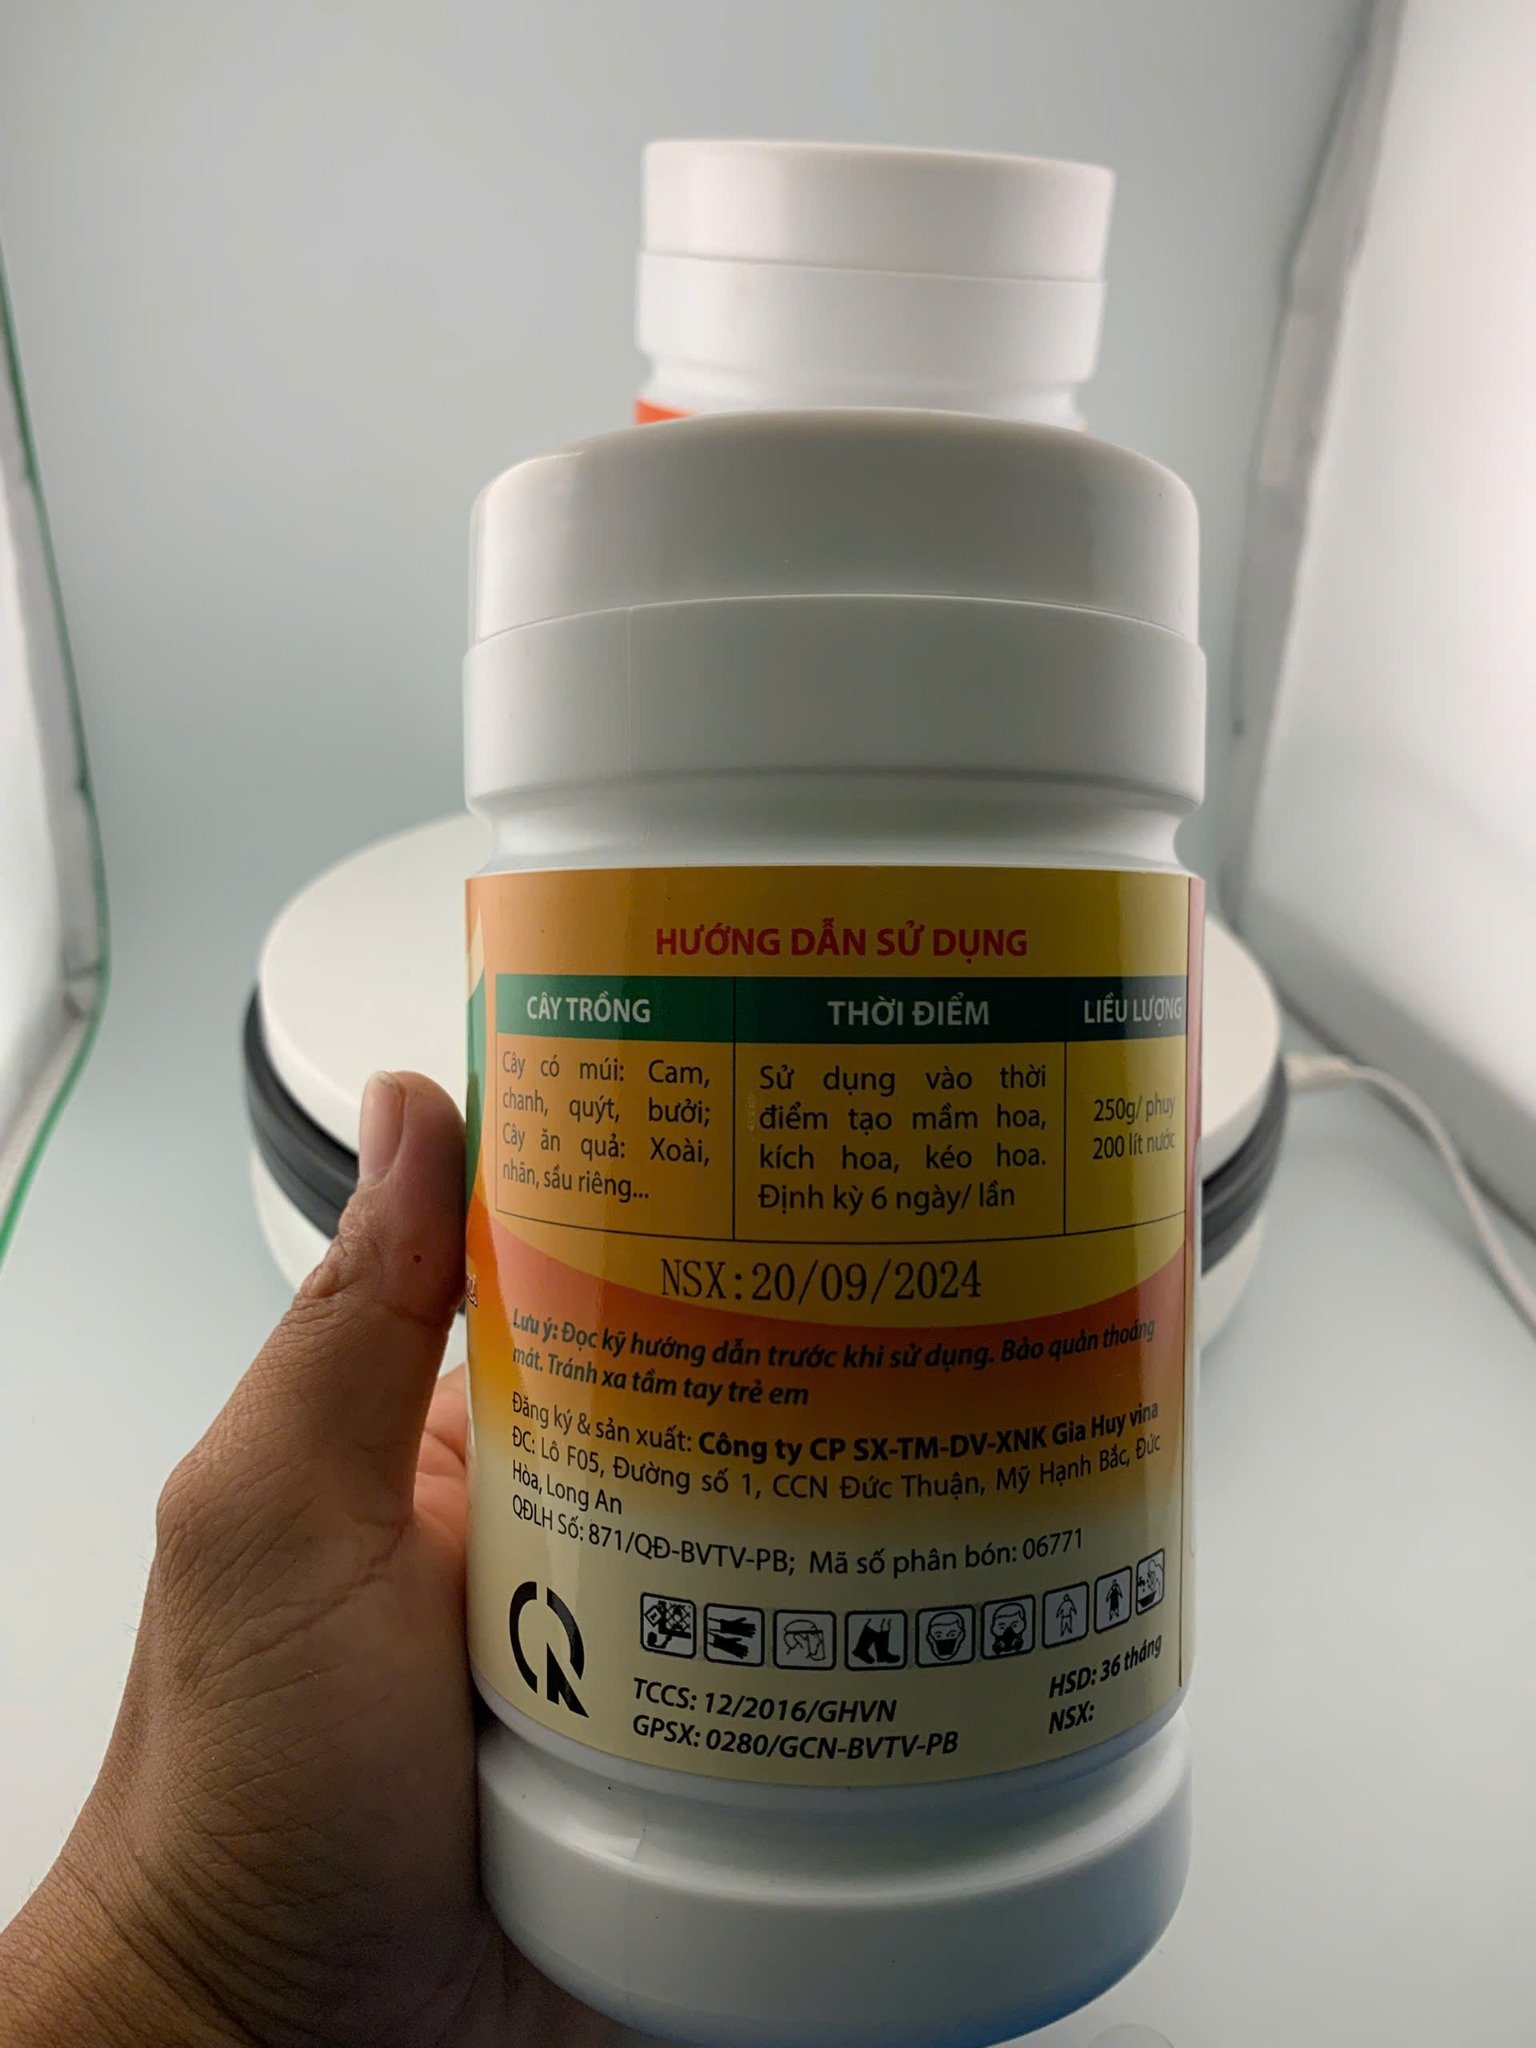 HƯỚNG DẪN SỬ DỤNG
CÂY TRỒNG
THỜI ĐIỂM
LIỀU LƯỢNG
Cây có múi: Cam,
chanh, quýt, bưởi;
Cây ăn quả: Xoài,
nhãn, sầu riêng...
Sử dụng vào thời
điểm tạo mầm hoa,
kích hoa, kéo hoa.
Định kỳ 6 ngày/ lần
250g/ phuy
200 lít nước
NSX:20/09/2024
Lưu ý: Đọc kỹ hướng dẫn trước khi sử dụng. Bảo quản thoáng
mát. Tránh xa tầm tay trẻ em
Đăng ký & sản xuất: Công ty CP SX-TM-DV-XNK Gia Huy vina
ĐC: Lô F05, Đường số 1, CCN Đức Thuận, Mỹ Hạnh Bắc, Đức
Hòa, Long An
QĐLH Số: 871/QĐ-BVTV-PB; Mã số phân bón: 06771
TCCS: 12/2016/GHVN
GPSX: 0280/GCN-BVTV-PB
HSD: 36 tháng
NSX: